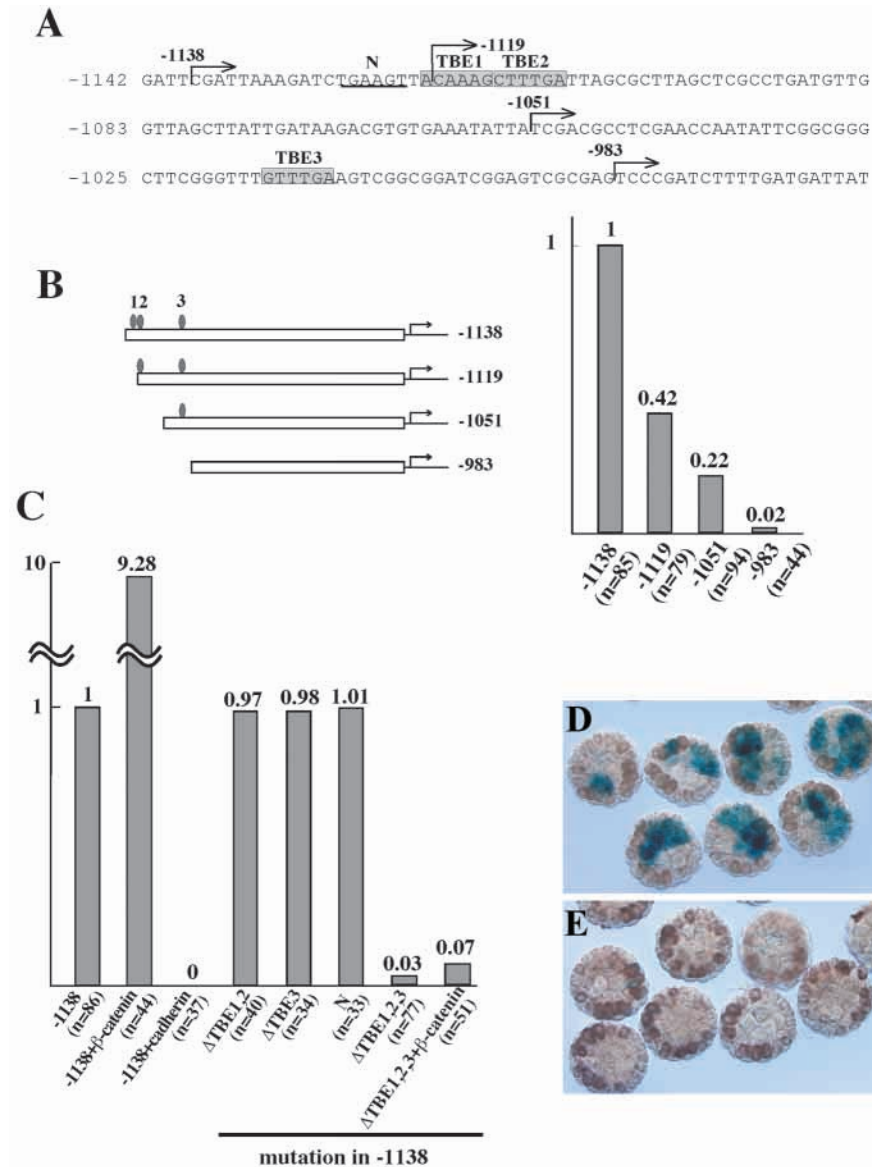 A
-1138
-1119
N
TBE1 TBE2
-1142 GATTCGATTAAAGATCTGAAGTTACAAAGCTTTGATTAGCGCTTAGCTCGCCTGATGTTG
-1051
-1083 GTTAGCTTATTGATAAGACGTGTGAAATATTATCGACGCCTCGAACCAATATTCGGCGGG
TBE3
-983
-1025 CTTCGGGTTTGTTTGAAGTCGGCGGATCGGAGTCGCGAGTCCCGATCTTTTGATGATTAT
B
12 3
-1138
-1119
-1051
-983
1
1
0.42
0.22
0.02
-1138 (n=85)
-1119 (n=79)
-1051 (n=94)
-983 (n=44)
C
10
1
1
9.28
0
0.97
0.98
1.01
0.03
0.07
-1138 (n=86)
-1138+β-catenin (n=44)
-1138+cadherin (n=37)
ΔTBE1,2 (n=40)
ΔTBE3 (n=34)
N (n=33)
ΔTBE1,2,3 (n=77)
ΔTBE1,2,3+β-catenin (n=51)
mutation in -1138
D
E